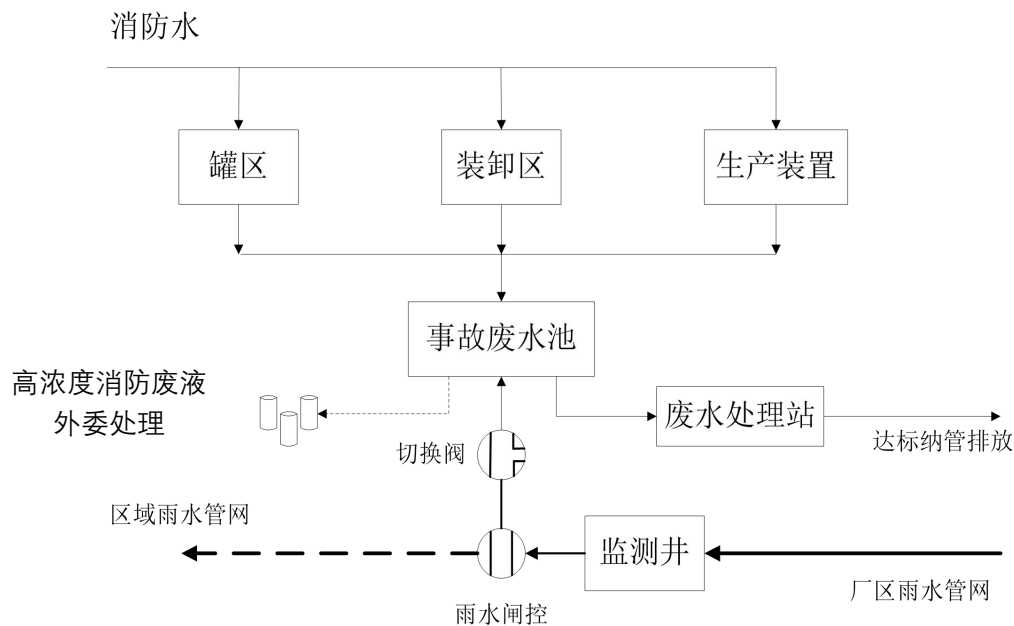 消防水
罐区
装卸区
生产装置
事故废水池
高浓度消防废液
外委处理
废水处理站
达标纳管排放
切换阀
区域雨水管网
监测井
厂区雨水管网
雨水闸控